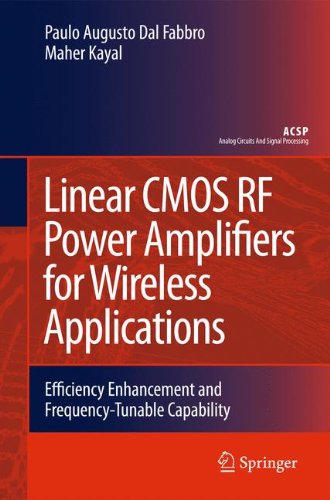 Paulo Augusto Dal Fabbro
Maher Kayal
ACSP
Analog Circuits And Signal Processing
Linear CMOS RF
Power Amplifiers
for Wireless
Applications
Efficiency Enhancement and
Frequency-Tunable Capability
Springer